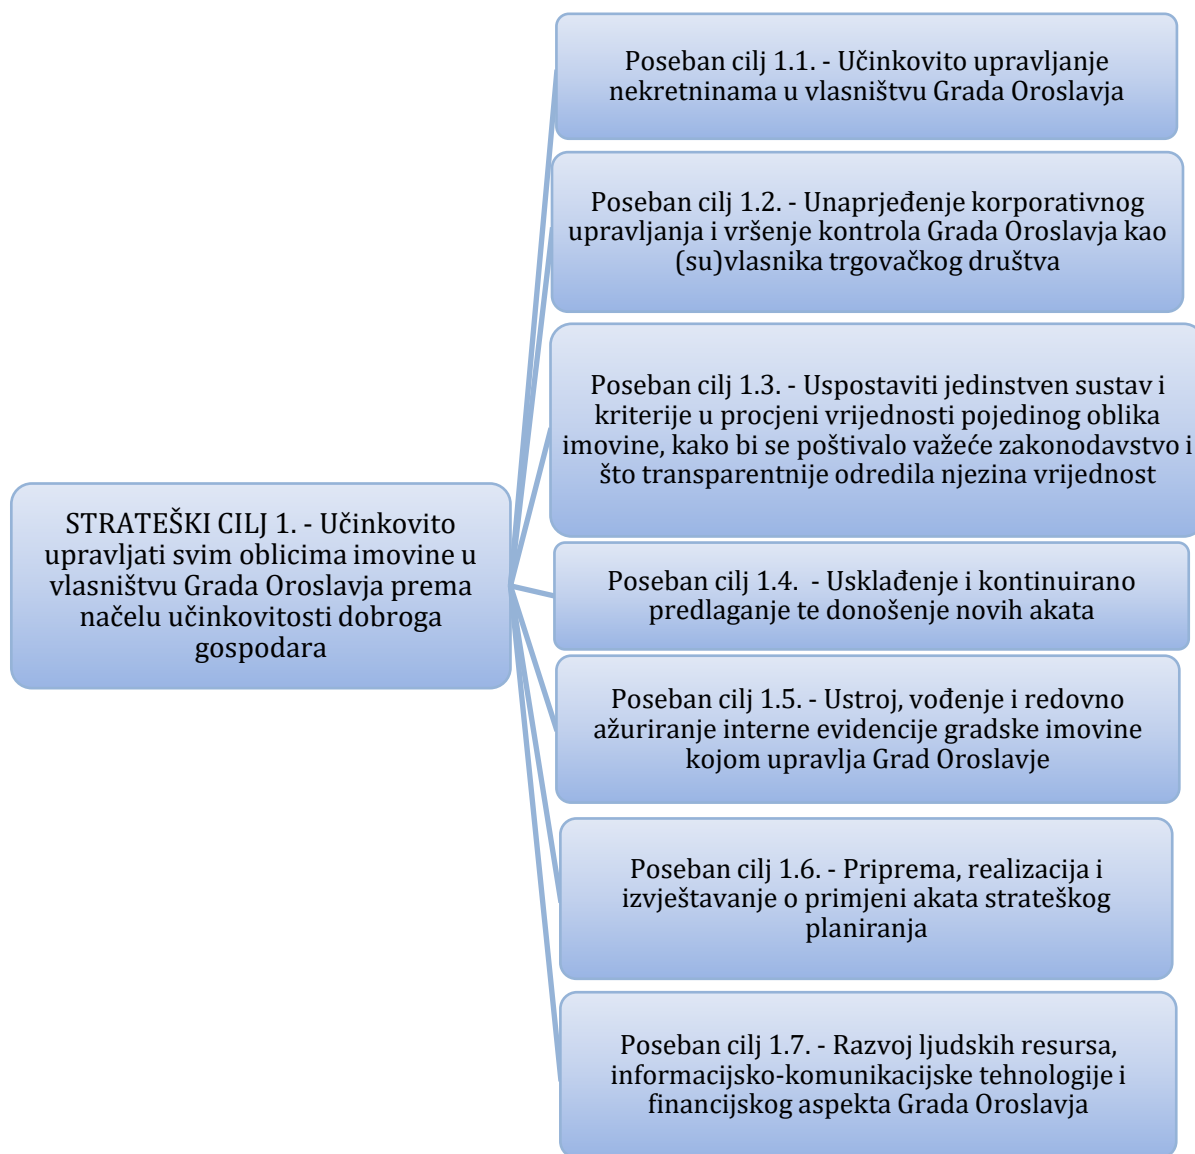 STRATEŠKI CILJ 1. - Učinkovito
upravljati svim oblicima imovine u
vlasništvu Grada Oroslavja prema
načelu učinkovitosti dobroga
gospodara
Poseban cilj 1.1. - Učinkovito upravljanje
nekretninama u vlasništvu Grada Oroslavja
Poseban cilj 1.2. - Unaprjeđenje korporativnog
upravljanja i vršenje kontrola Grada Oroslavja kao
(su)vlasnika trgovačkog društva
Poseban cilj 1.3. - Uspostaviti jedinstven sustav i
kriterije u procjeni vrijednosti pojedinog oblika
imovine, kako bi se poštivalo važeće zakonodavstvo i
što transparentnije odredila njezina vrijednost
Poseban cilj 1.4.  - Usklađenje i kontinuirano
predlaganje te donošenje novih akata
Poseban cilj 1.5. - Ustroj, vođenje i redovno
ažuriranje interne evidencije gradske imovine
kojom upravlja Grad Oroslavje
Poseban cilj 1.6. - Priprema, realizacija i
izvještavanje o primjeni akata strateškog
planiranja
Poseban cilj 1.7. - Razvoj ljudskih resursa,
informacijsko-komunikacijske tehnologije i
financijskog aspekta Grada Oroslavja